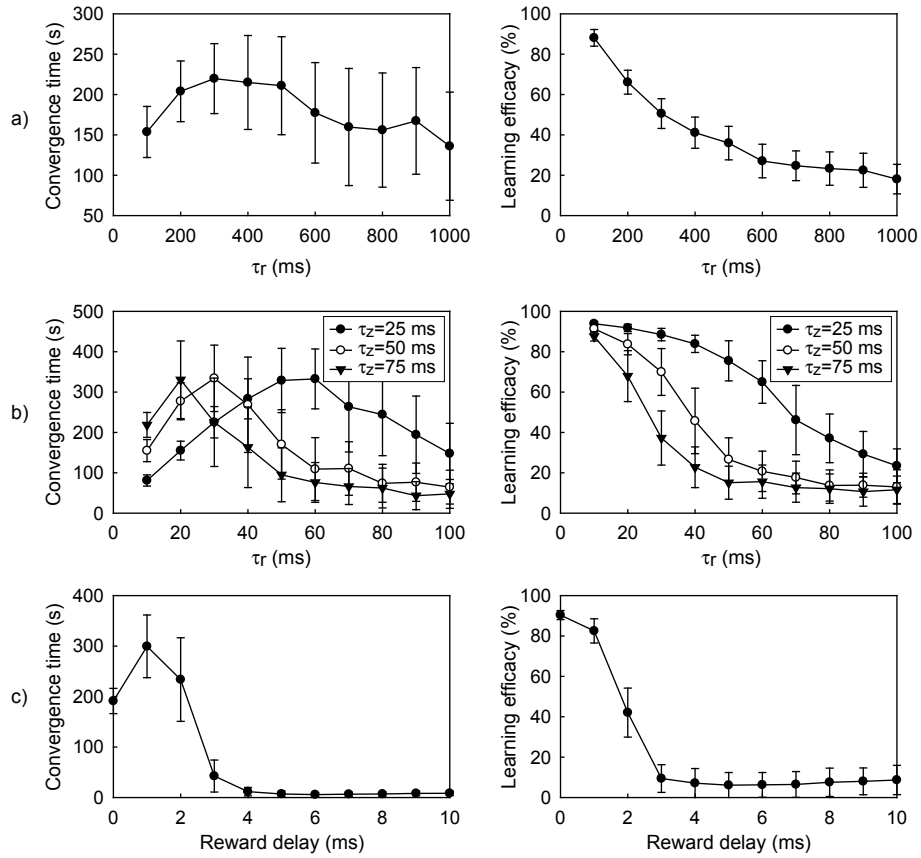 a)
Convergence time (s)
300
250
200
150
100
50
0 200 400 600 800 1000
τr (ms)
Learning efficacy (%)
100
80
60
40
20
0
0 200 400 600 800 1000
τr (ms)
b)
Convergence time (s)
500
400
300
200
100
0
τz=25 ms
τz=50 ms
τz=75 ms
0 20 40 60 80 100
τr (ms)
Learning efficacy (%)
100
80
60
40
20
0
τz=25 ms
τz=50 ms
τz=75 ms
0 20 40 60 80 100
τr (ms)
c)
Convergence time (s)
400
300
200
100
0
0 2 4 6 8 10
Reward delay (ms)
Learning efficacy (%)
100
80
60
40
20
0
0 2 4 6 8 10
Reward delay (ms)